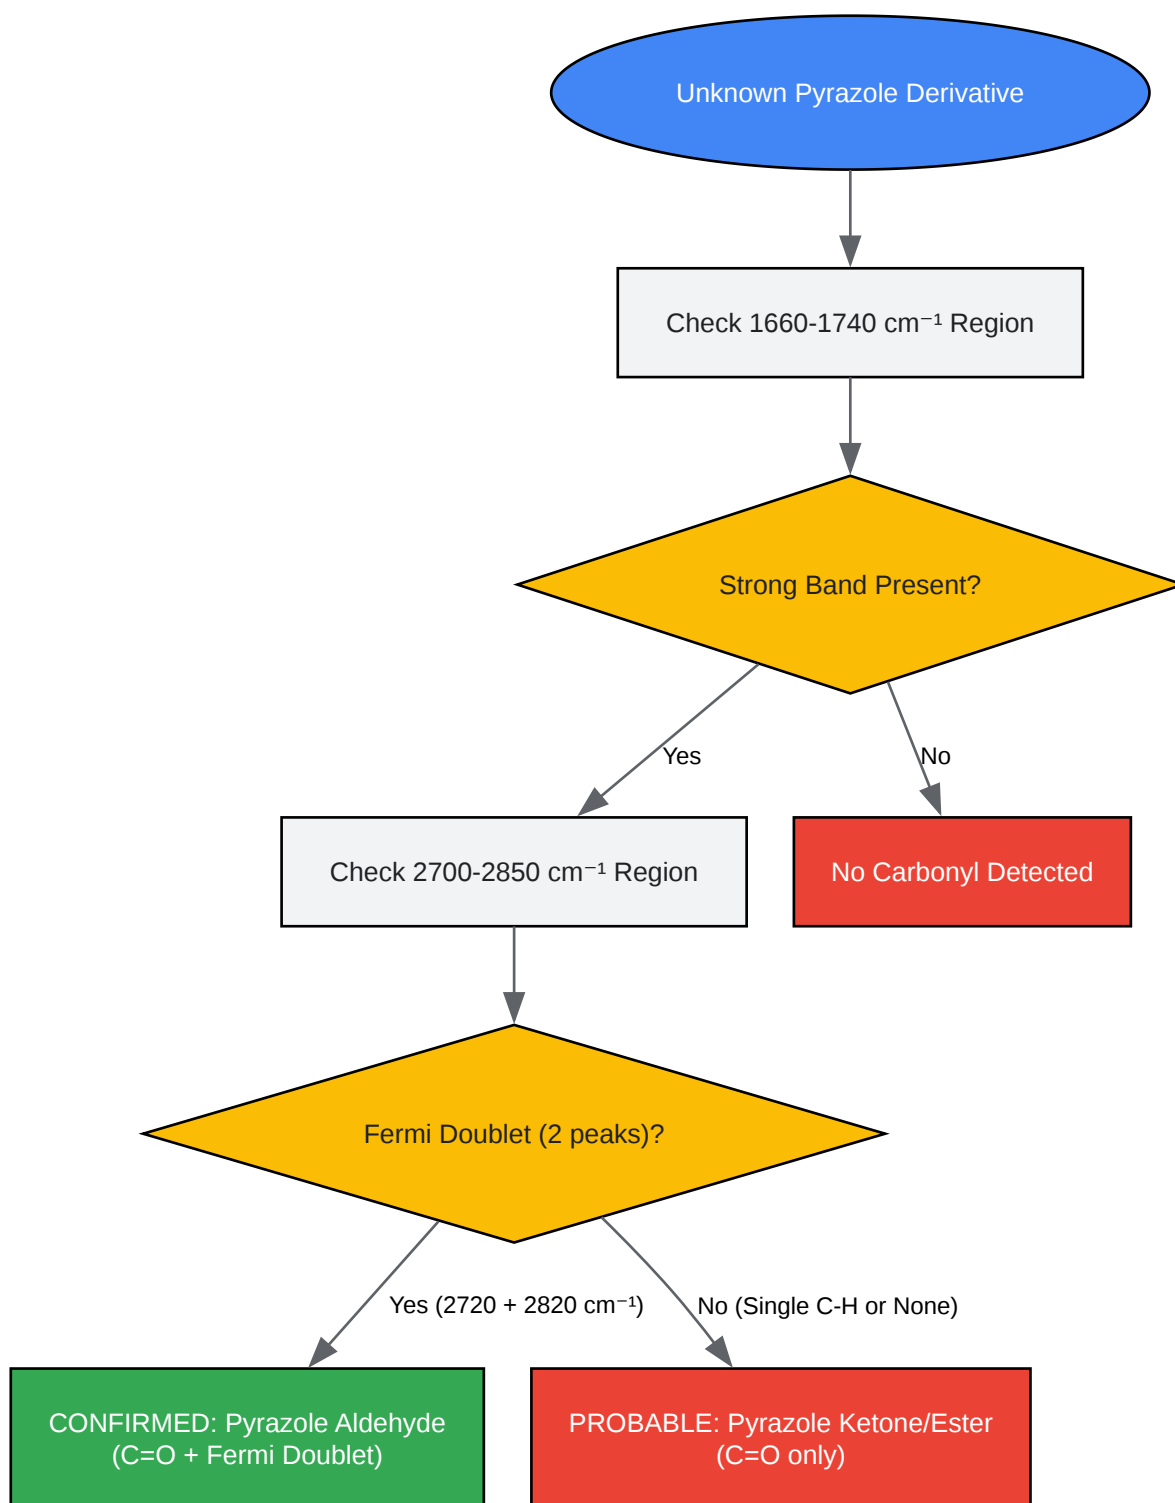 Unknown Pyrazole Derivative
Check 1660-1740 cm⁻¹ Region
Strong Band Present?
Yes
No
Check 2700-2850 cm⁻¹ Region
No Carbonyl Detected
Fermi Doublet (2 peaks)?
Yes (2720 + 2820 cm⁻¹)
No (Single C-H or None)
CONFIRMED: Pyrazole Aldehyde
(C=O + Fermi Doublet)
PROBABLE: Pyrazole Ketone/Ester
(C=O only)